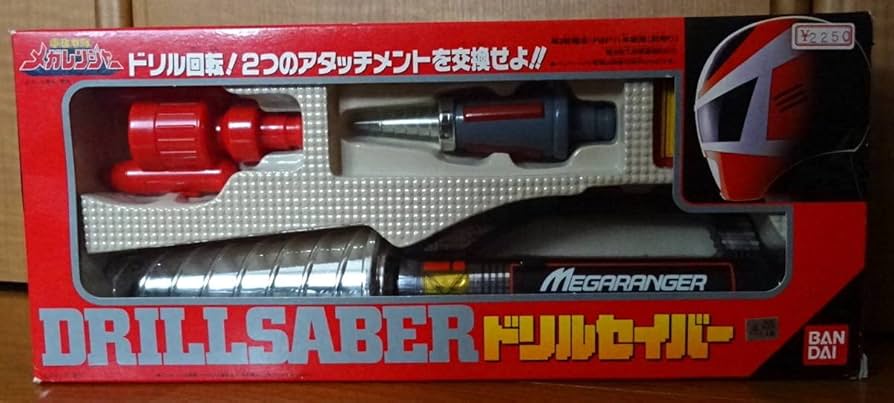 電磁戦隊
メガレンジャー
ドリル回転！2つのアタッチメントを交換せよ!!
¥2250
MEGARANGER
DRILLSABER ドリルセイバー
BAN
DAI